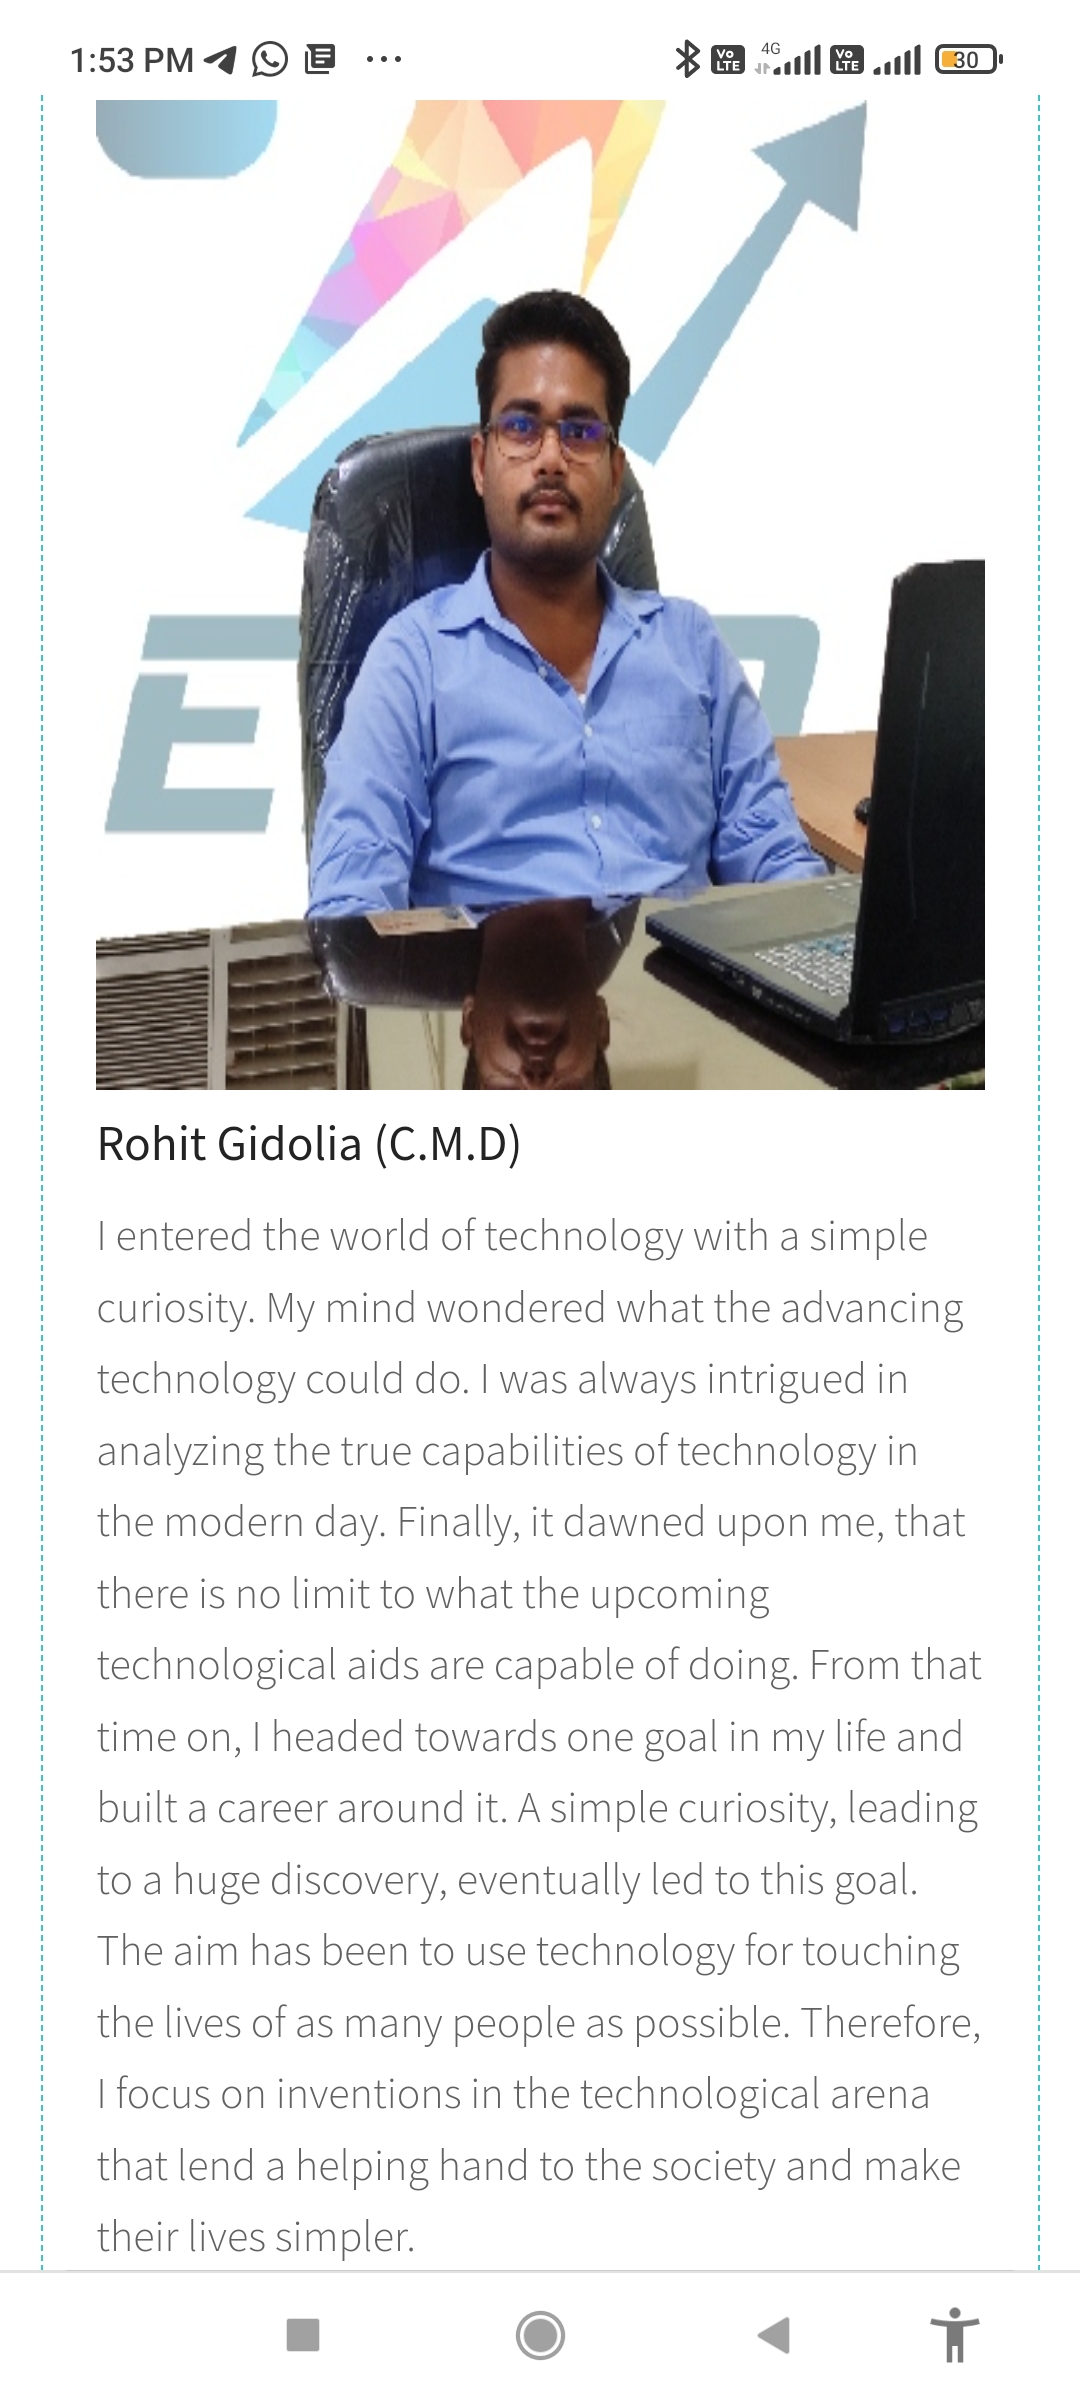 1:53 PM
4G
Vo
LTE
Vo
LTE
30
E
Rohit Gidolia (C.M.D)
I entered the world of technology with a simple
curiosity. My mind wondered what the advancing
technology could do. I was always intrigued in
analyzing the true capabilities of technology in
the modern day. Finally, it dawned upon me, that
there is no limit to what the upcoming
technological aids are capable of doing. From that
time on, I headed towards one goal in my life and
built a career around it. A simple curiosity, leading
to a huge discovery, eventually led to this goal.
The aim has been to use technology for touching
the lives of as many people as possible. Therefore,
I focus on inventions in the technological arena
that lend a helping hand to the society and make
their lives simpler.